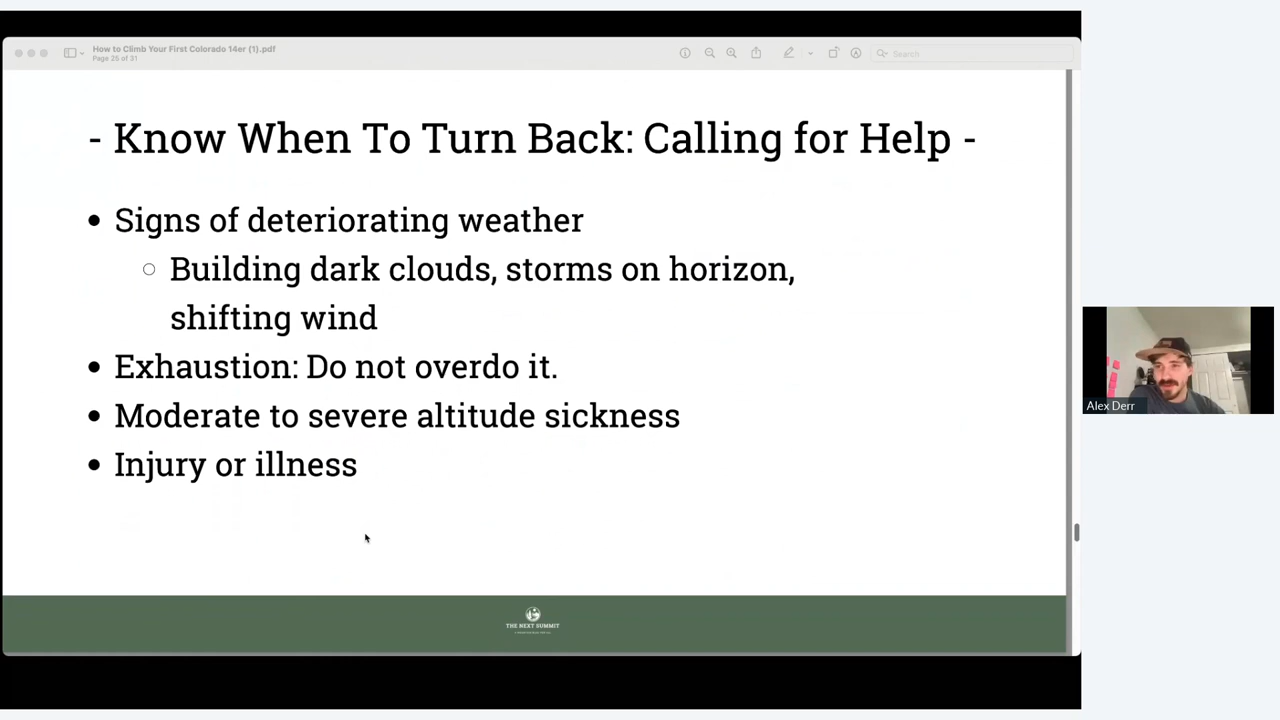 How to Climb Your First Colorado 14er (1).pdf
Page 25 of 31
Search
- Know When To Turn Back: Calling for Help -
• Signs of deteriorating weather
○ Building dark clouds, storms on horizon,
shifting wind
• Exhaustion: Do not overdo it.
• Moderate to severe altitude sickness
• Injury or illness
Alex Derr
THE NEXT SUMMIT